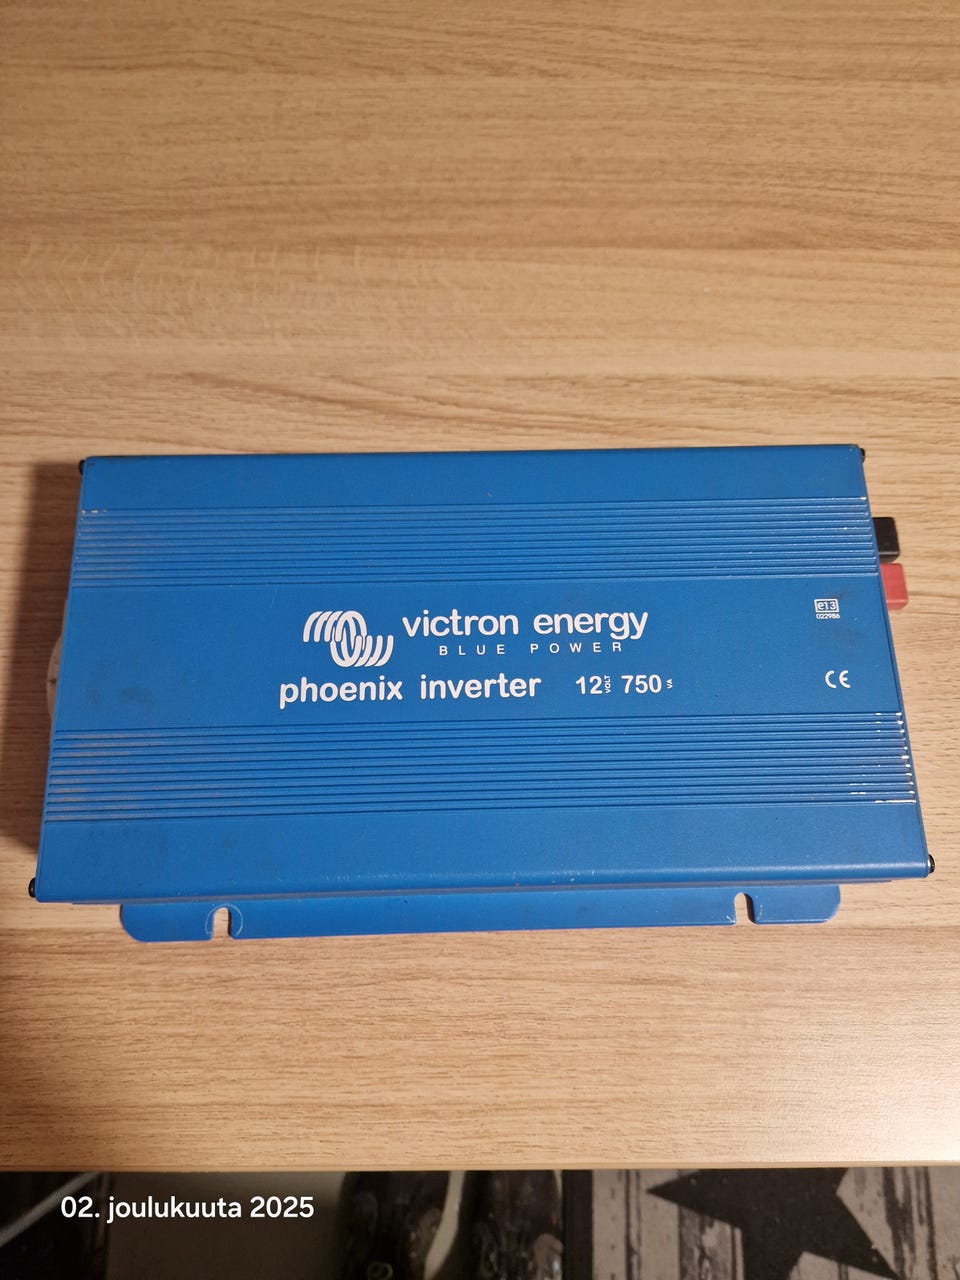 victron energy
BLUE POWER
phoenix inverter 12 VOLT 750 VA
e13
022986
CE
02. joulukuuta 2025